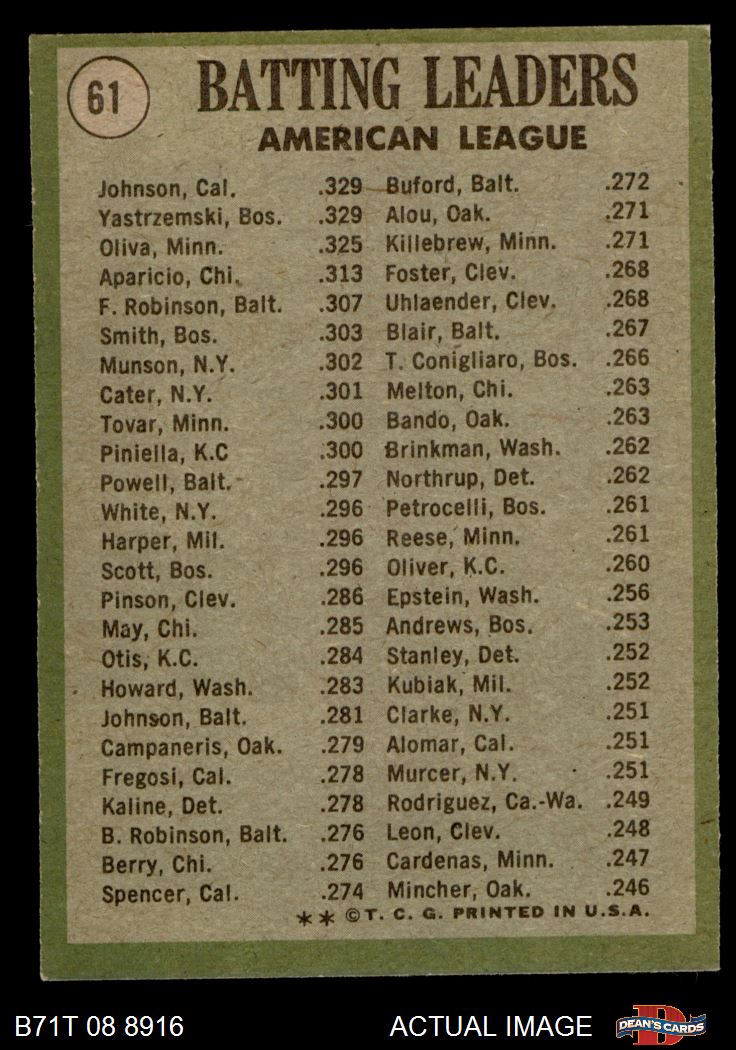 61
BATTING LEADERS
AMERICAN LEAGUE
Johnson, Cal. .329
Yastrzemski, Bos. .329
Oliva, Minn. .325
Aparicio, Chi. .313
F. Robinson, Balt. .307
Smith, Bos. .303
Munson, N.Y. .302
Cater, N.Y. .301
Tovar, Minn. .300
Piniella, K.C .300
Powell, Balt. .297
White, N.Y. .296
Harper, Mil. .296
Scott, Bos. .296
Pinson, Clev. .286
May, Chi. .285
Otis, K.C. .284
Howard, Wash. .283
Johnson, Balt. .281
Campaneris, Oak. .279
Fregosi, Cal. .278
Kaline, Det. .278
B. Robinson, Balt. .276
Berry, Chi. .276
Spencer, Cal. .274
Buford, Balt. .272
Alou, Oak. .271
Killebrew, Minn. .271
Foster, Clev. .268
Uhlaender, Clev. .268
Blair, Balt. .267
T. Conigliaro, Bos. .266
Melton, Chi. .263
Bando, Oak. .263
Brinkman, Wash. .262
Northrup, Det. .262
Petrocelli, Bos. .261
Reese, Minn. .261
Oliver, K.C. .260
Epstein, Wash. .256
Andrews, Bos. .253
Stanley, Det. .252
Kubiak, Mil. .252
Clarke, N.Y. .251
Alomar, Cal. .251
Murcer, N.Y. .251
Rodriguez, Ca.-Wa. .249
Leon, Clev. .248
Cardenas, Minn. .247
Mincher, Oak. .246
** ©T. C. G. PRINTED IN U.S.A.
B71T 08 8916
ACTUAL IMAGE
D
DEAN'S CARDS